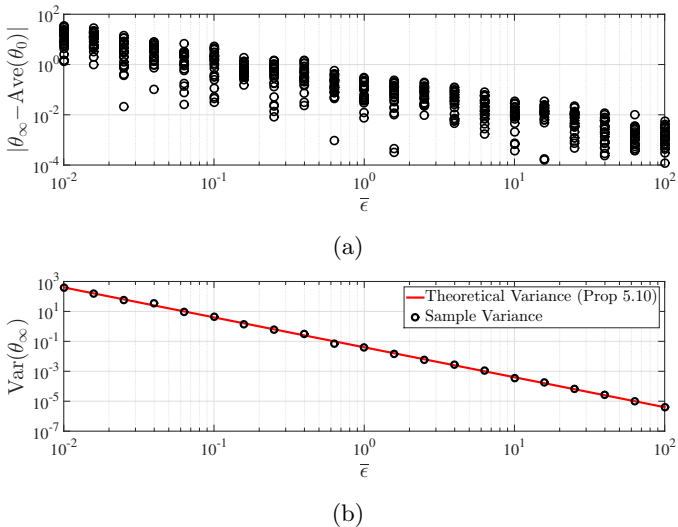 |θ∞−Ave(θ0)|
10^2
10^0
10^-2
10^-4
10^-2 10^-1 10^0 10^1 10^2
ϵ̅
(a)
Var(θ∞)
10^3
10^1
10^-1
10^-3
10^-5
10^-7
Theoretical Variance (Prop 5.10)
Sample Variance
10^-2 10^-1 10^0 10^1 10^2
ϵ̅
(b)